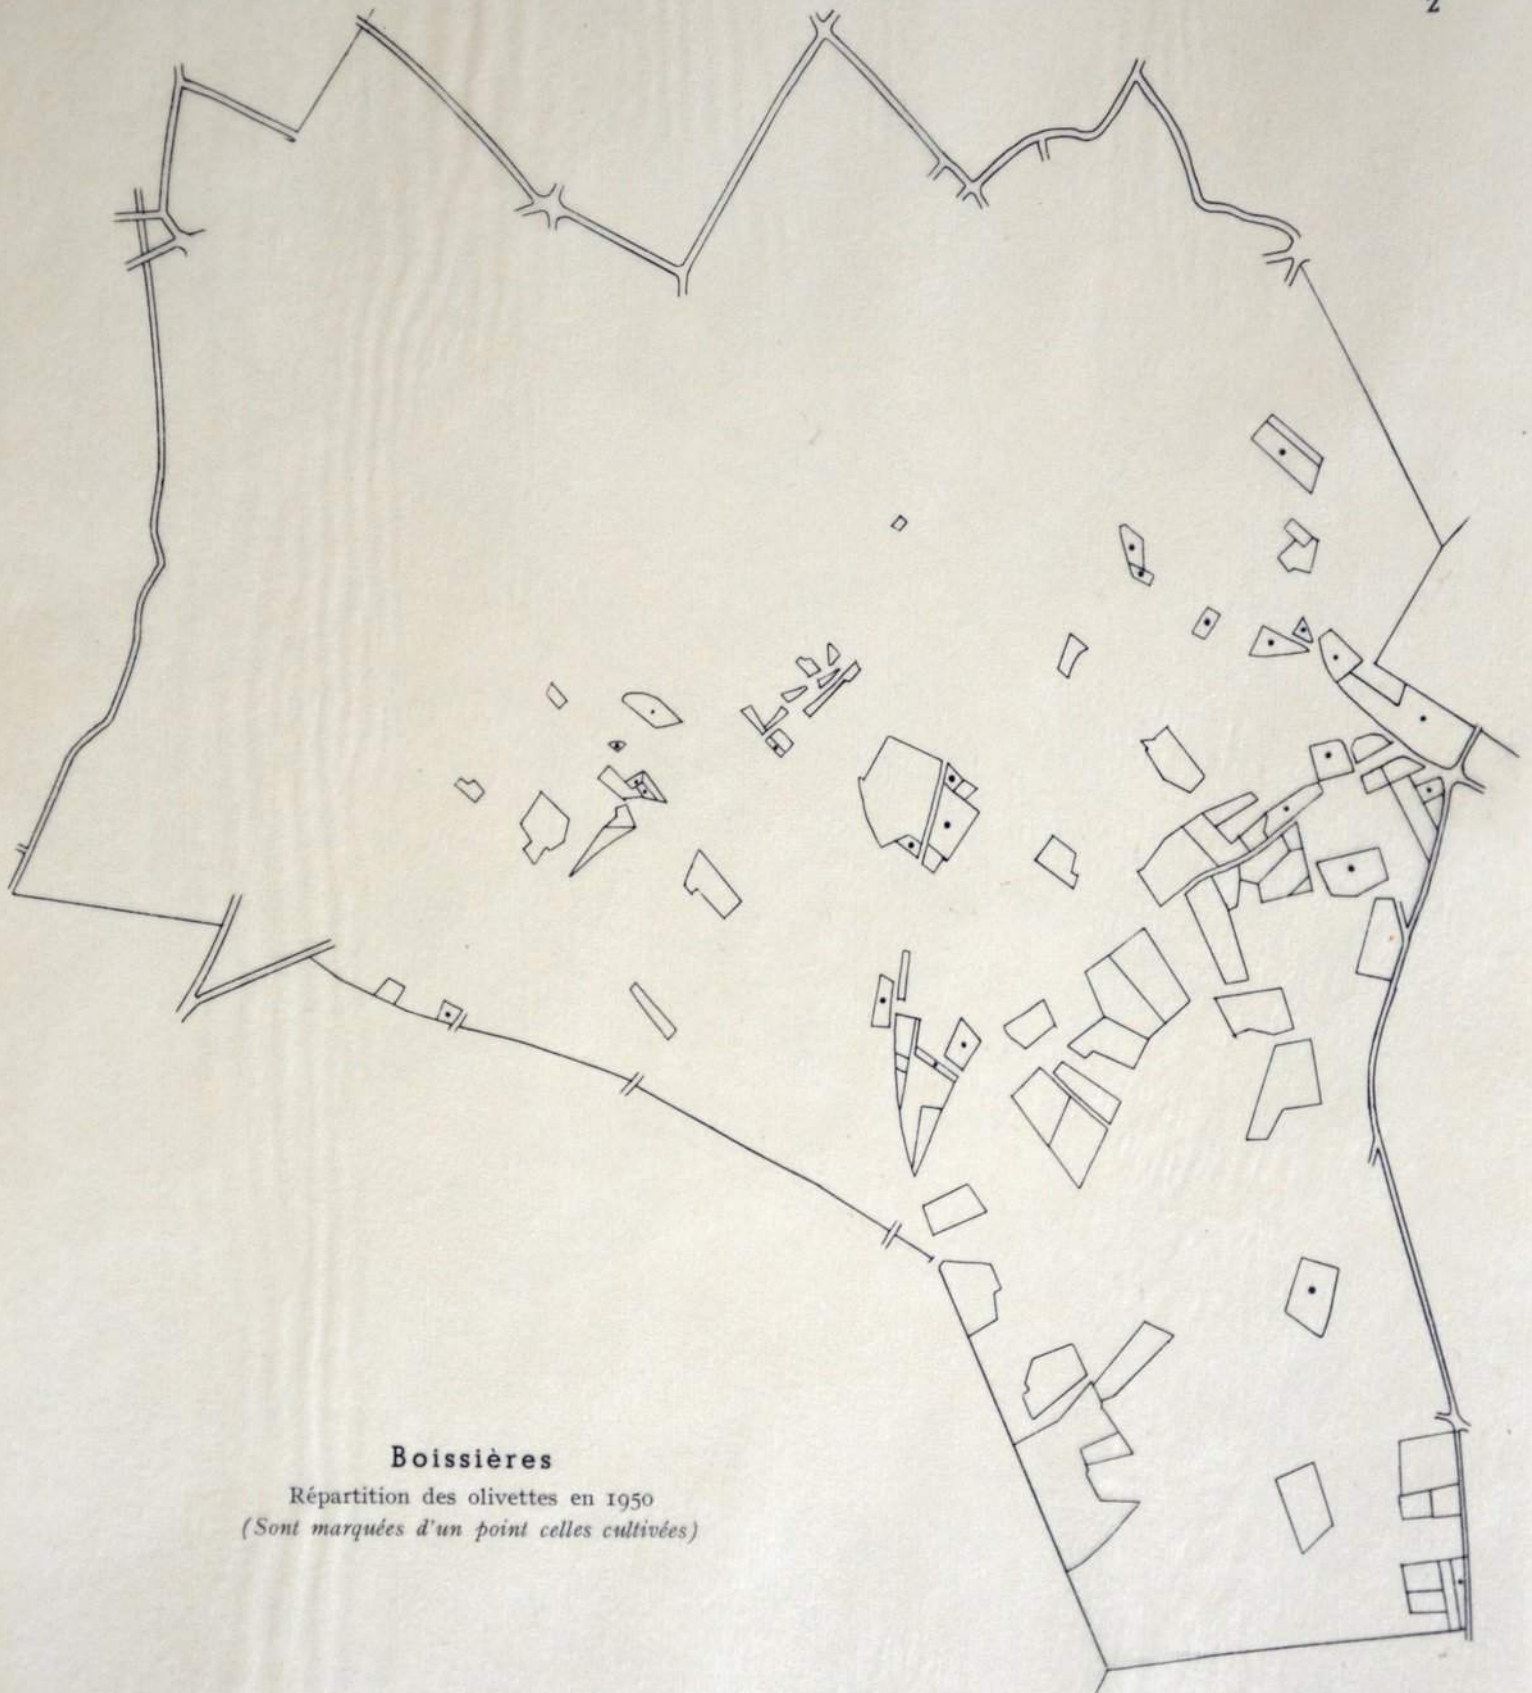 2
Boissières
Répartition des olivettes en 1950
(Sont marquées d'un point celles cultivées)